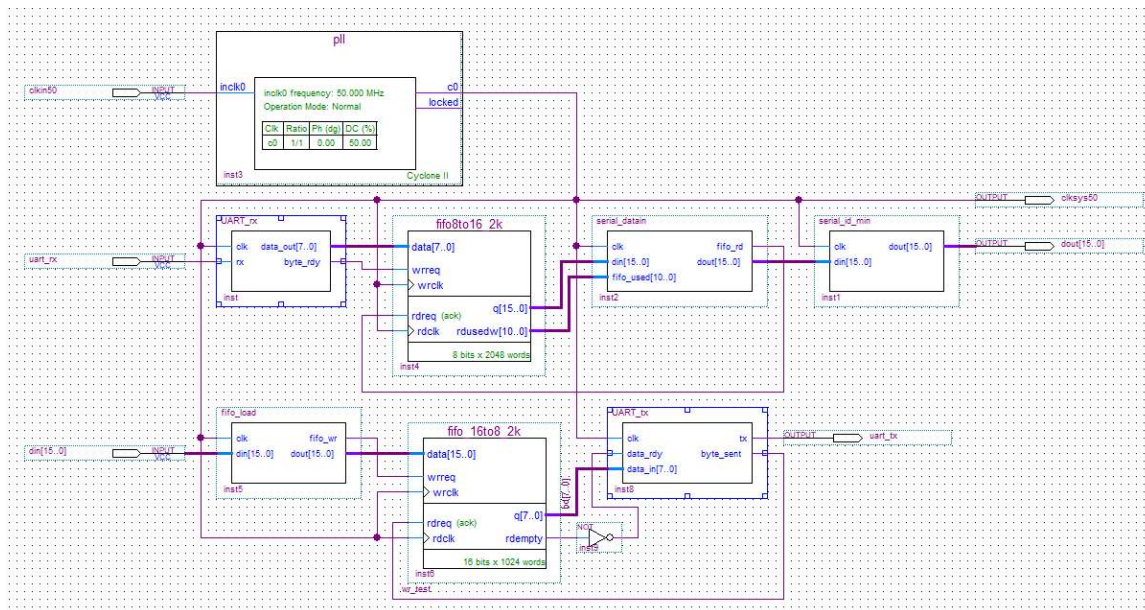 pll
clkin50
INPUT
VCC
inclk0
c0
locked
inclk0 frequency: 50.000 MHz
Operation Mode: Normal
Clk Ratio Ph (dg) DC (%)
c0 1/1 0.00 50.00
inst3
Cyclone II
OUTPUT
clksys50
UART_rx
clk
data_out[7..0]
rx
byte_rdy
inst
uart_rx
INPUT
VCC
fifo8to16_2k
data[7..0]
wrreq
wrclk
q[15..0]
rdreq (ack)
rdusedw[10..0]
rdclk
8 bits x 2048 words
inst4
serial_datain
clk
fifo_rd
din[15..0]
dout[15..0]
fifo_used[10..0]
inst2
serial_id_min
clk
dout[15..0]
din[15..0]
inst1
OUTPUT
dout[15..0]
din[15..0]
INPUT
VCC
fifo_load
clk
fifo_wr
din[15..0]
dout[15..0]
inst5
fifo_16to8_2k
data[15..0]
wrreq
wrclk
q[7..0]
rdreq (ack)
rdclk
rdempty
16 bits x 1024 words
inst6
wr_test
bd[7..0]
NOT
inst9
UART_tx
clk
tx
data_rdy
byte_sent
data_in[7..0]
inst8
OUTPUT
uart_tx